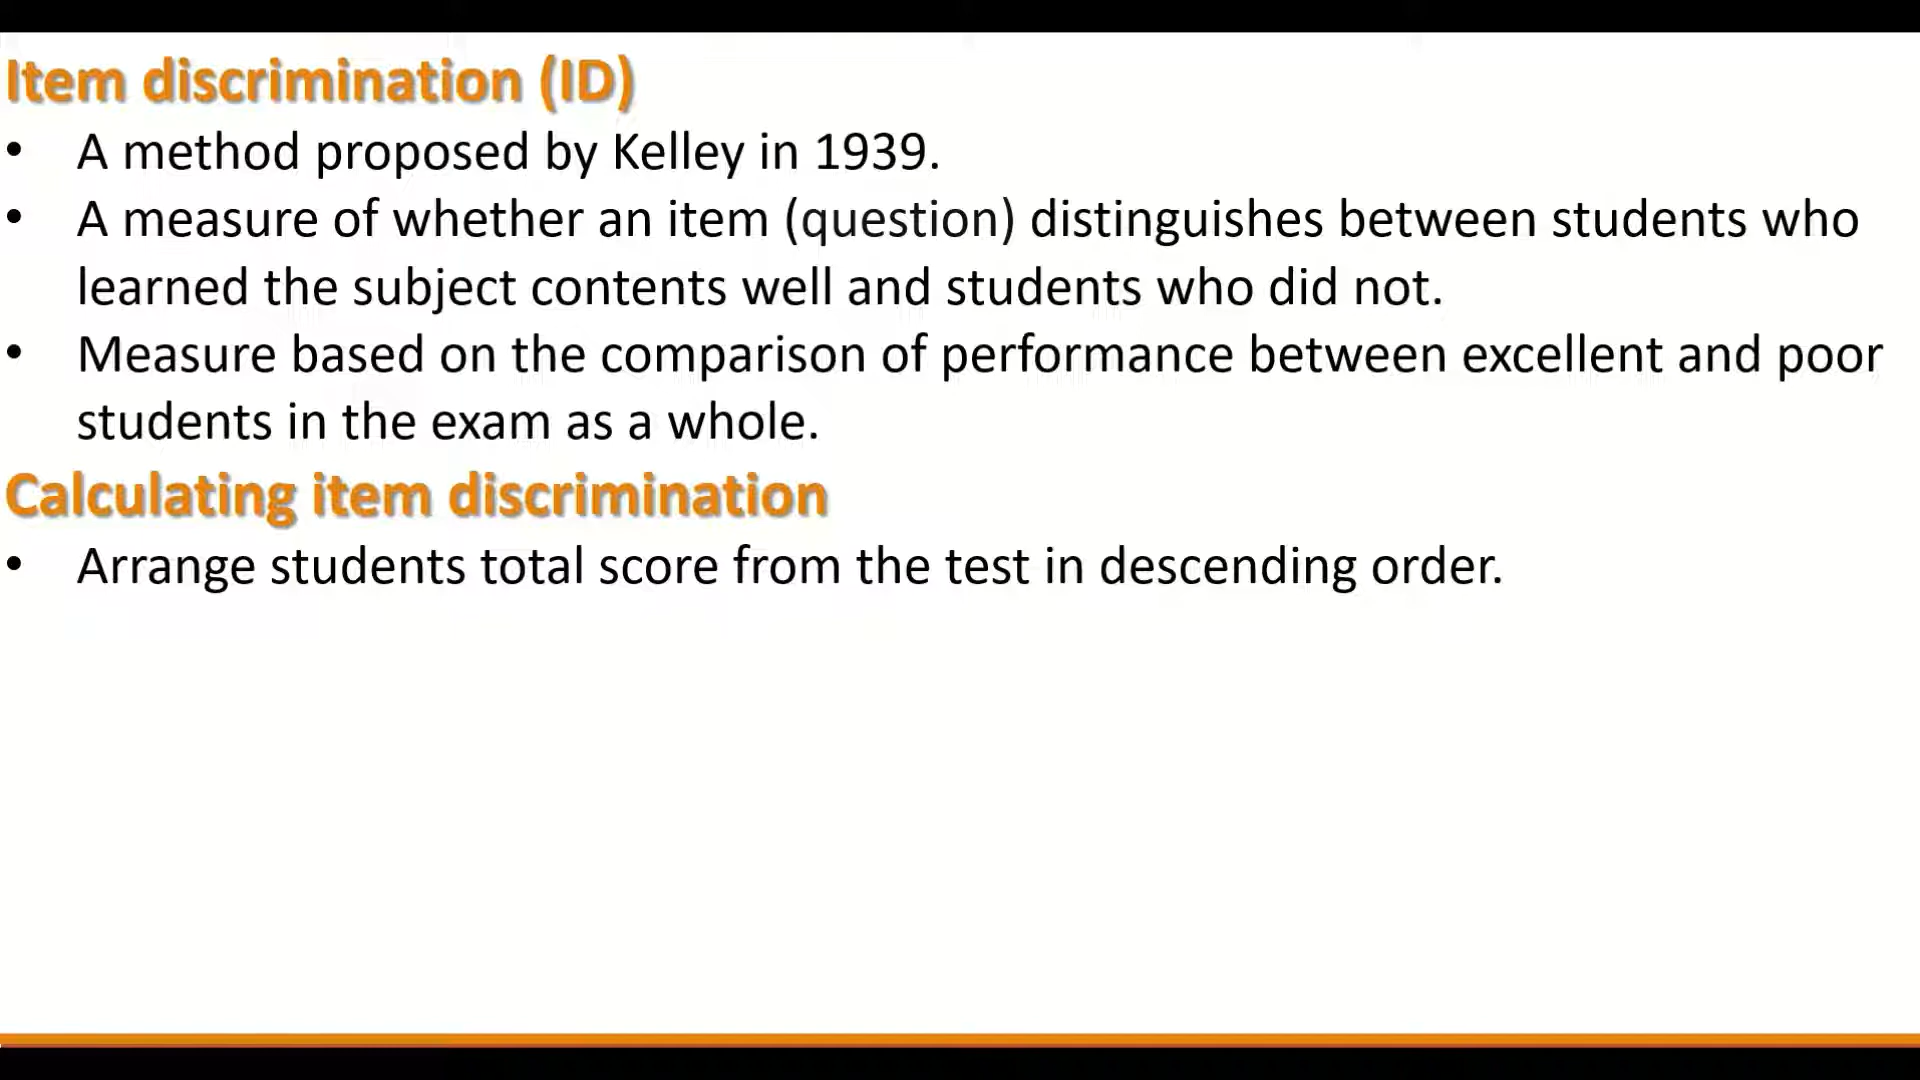 Item discrimination (ID)
• A method proposed by Kelley in 1939.
• A measure of whether an item (question) distinguishes between students who
learned the subject contents well and students who did not.
• Measure based on the comparison of performance between excellent and poor
students in the exam as a whole.
Calculating item discrimination
• Arrange students total score from the test in descending order.